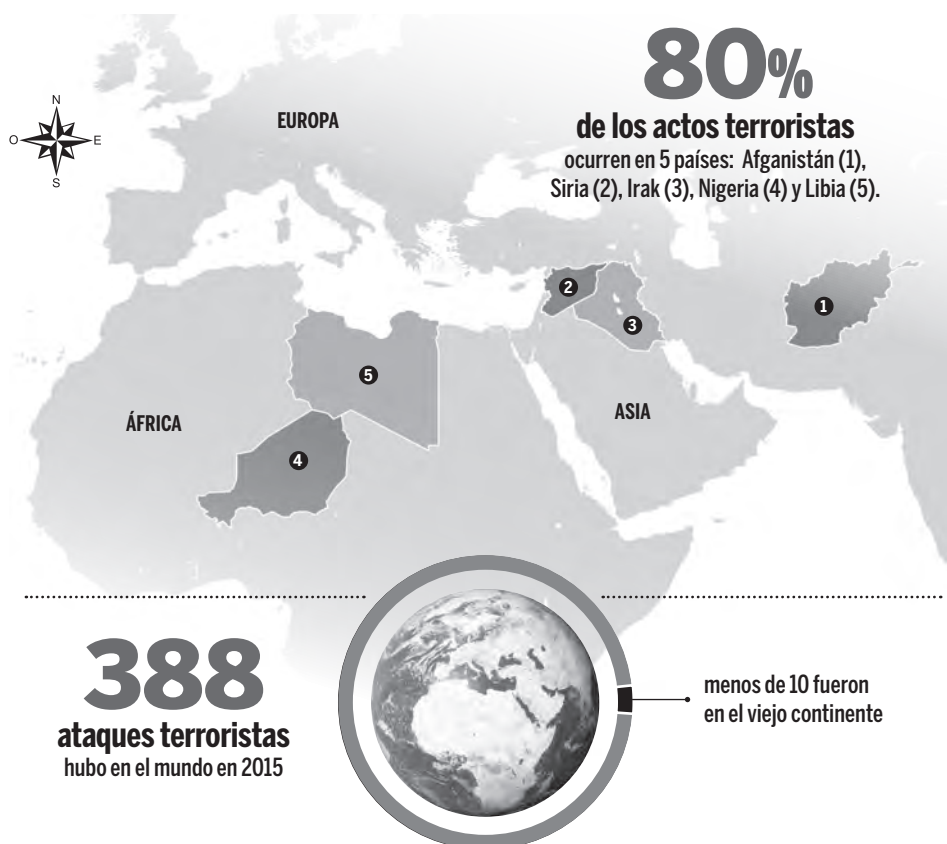 80%
de los actos terroristas
ocurren en 5 países: Afganistán (1),
Siria (2), Irak (3), Nigeria (4) y Libia (5).
N
O
E
S
EUROPA
2
1
3
5
ÁFRICA
ASIA
4
388
ataques terroristas
hubo en el mundo en 2015
menos de 10 fueron
en el viejo continente